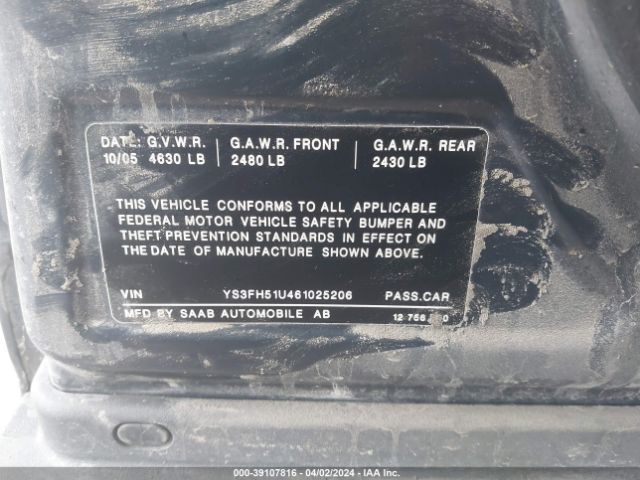 DATE: G.V.W.R. G.A.W.R. FRONT G.A.W.R. REAR
10/05 4630 LB 2480 LB 2430 LB
THIS VEHICLE CONFORMS TO ALL APPLICABLE
FEDERAL MOTOR VEHICLE SAFETY BUMPER AND
THEFT PREVENTION STANDARDS IN EFFECT ON
THE DATE OF MANUFACTURE SHOWN ABOVE.
VIN YS3FH51U461025206 PASS.CAR
MFD BY SAAB AUTOMOBILE AB 12 756
000-39107816 - 04/02/2024 - IAA Inc.